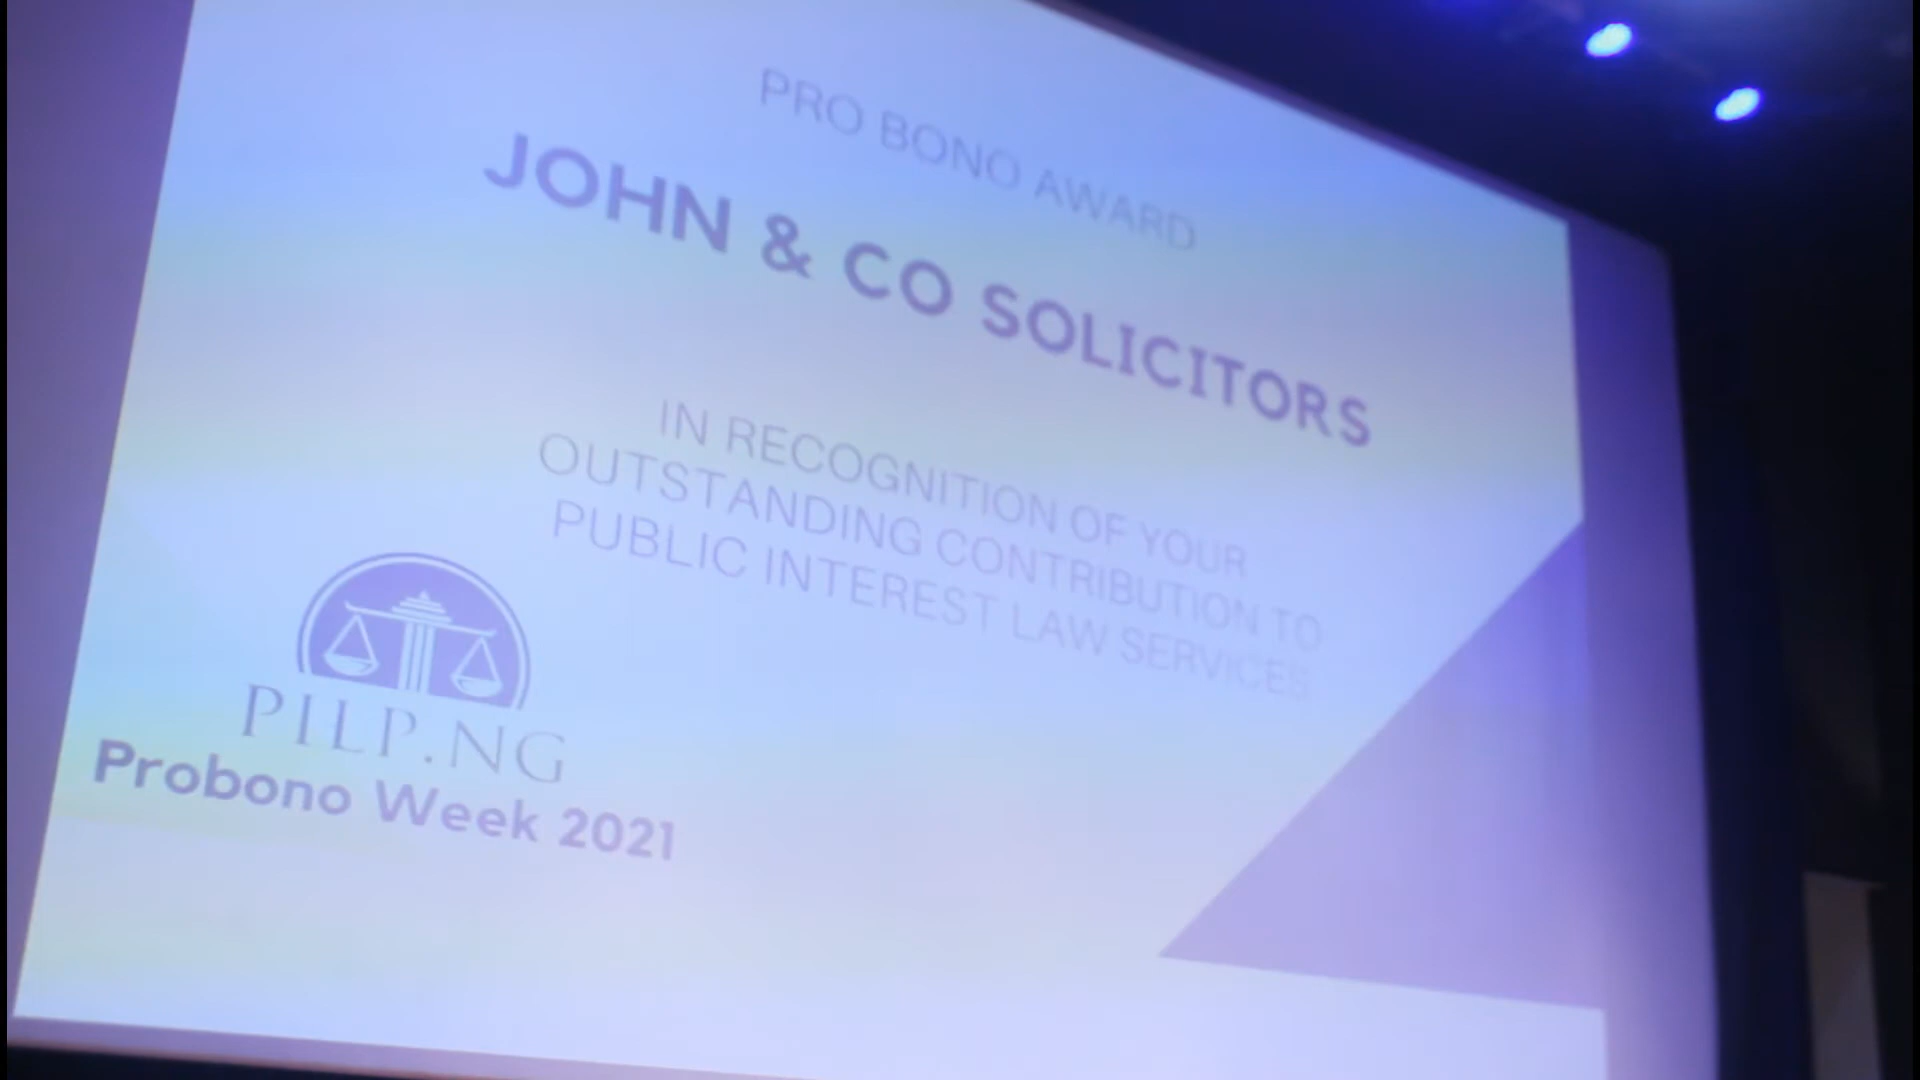 PRO BONO AWARD
JOHN & CO SOLICITORS
IN RECOGNITION OF YOUR
OUTSTANDING CONTRIBUTION TO
PUBLIC INTEREST LAW SERVICES
PILP.NG
Probono Week 2021